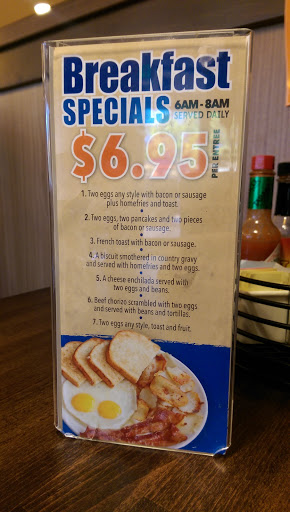 Breakfast
SPECIALS 6AM - 8AM
SERVED DAILY
$6.95 PER ENTREE
1. Two eggs any style with bacon or sausage
plus homefries and toast.
2. Two eggs, two pancakes and two pieces
of bacon or sausage.
3. French toast with bacon or sausage.
4. A biscuit smothered in country gravy
and served with homefries and two eggs.
5. A cheese enchilada served with
two eggs and beans.
6. Beef chorizo scrambled with two eggs
and served with beans and tortillas.
7. Two eggs any style, toast and fruit.